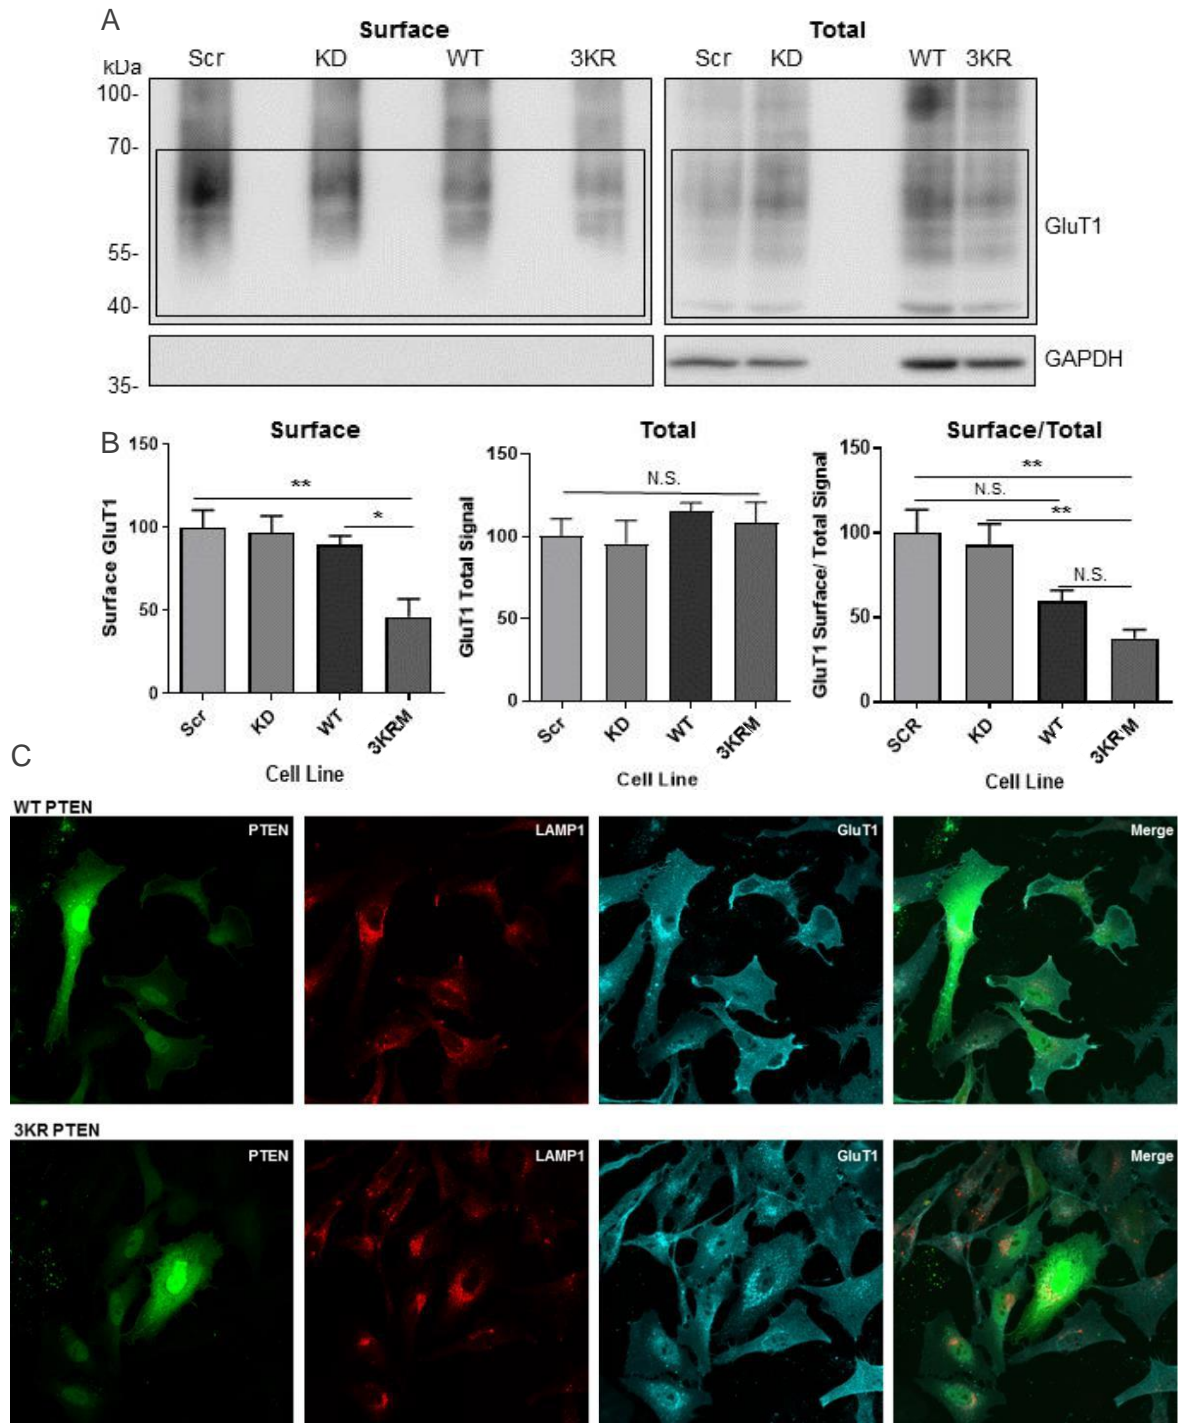 A
Surface Total
kDa Scr KD WT 3KR Scr KD WT 3KR
100-
70-
55-
40-
GluT1
35-
GAPDH
B
Surface
Surface GluT1
150
100
50
0
**
*
Scr KD WT 3KRM
Cell Line
Total
GluT1 Total Signal
150
100
50
0
N.S.
Scr KD WT 3KRM
Cell Line
Surface/Total
GluT1 Surface/ Total Signal
150
100
50
0
**
N.S.
**
N.S.
SCR KD WT 3KRM
Cell Line
C
WT PTEN
PTEN LAMP1 GluT1 Merge
3KR PTEN
PTEN LAMP1 GluT1 Merge